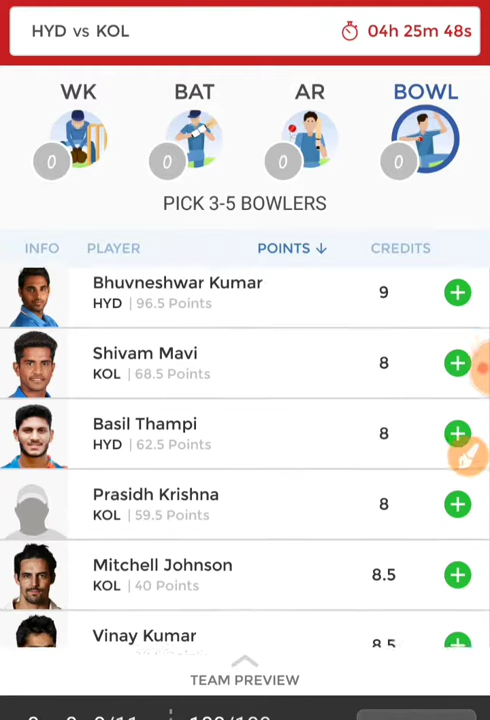 HYD vs KOL 04h 25m 48s
WK BAT AR BOWL
0 0 0 0
PICK 3-5 BOWLERS
INFO PLAYER POINTS ↓ CREDITS
Bhuvneshwar Kumar
HYD | 96.5 Points
9
Shivam Mavi
KOL | 68.5 Points
8
Basil Thampi
HYD | 62.5 Points
8
Prasidh Krishna
KOL | 59.5 Points
8
Mitchell Johnson
KOL | 40 Points
8.5
Vinay Kumar
8.5
TEAM PREVIEW